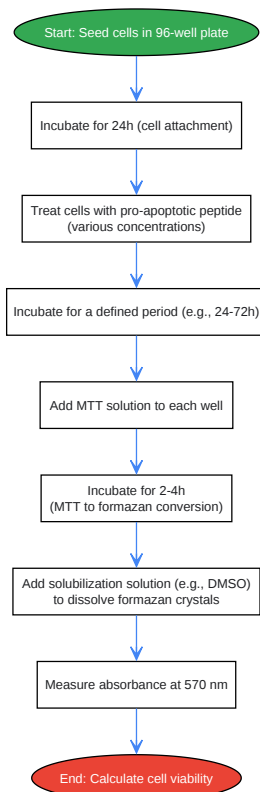 Start: Seed cells in 96-well plate
Incubate for 24h (cell attachment)
Treat cells with pro-apoptotic peptide
(various concentrations)
Incubate for a defined period (e.g., 24-72h)
Add MTT solution to each well
Incubate for 2-4h
(MTT to formazan conversion)
Add solubilization solution (e.g., DMSO)
to dissolve formazan crystals
Measure absorbance at 570 nm
End: Calculate cell viability